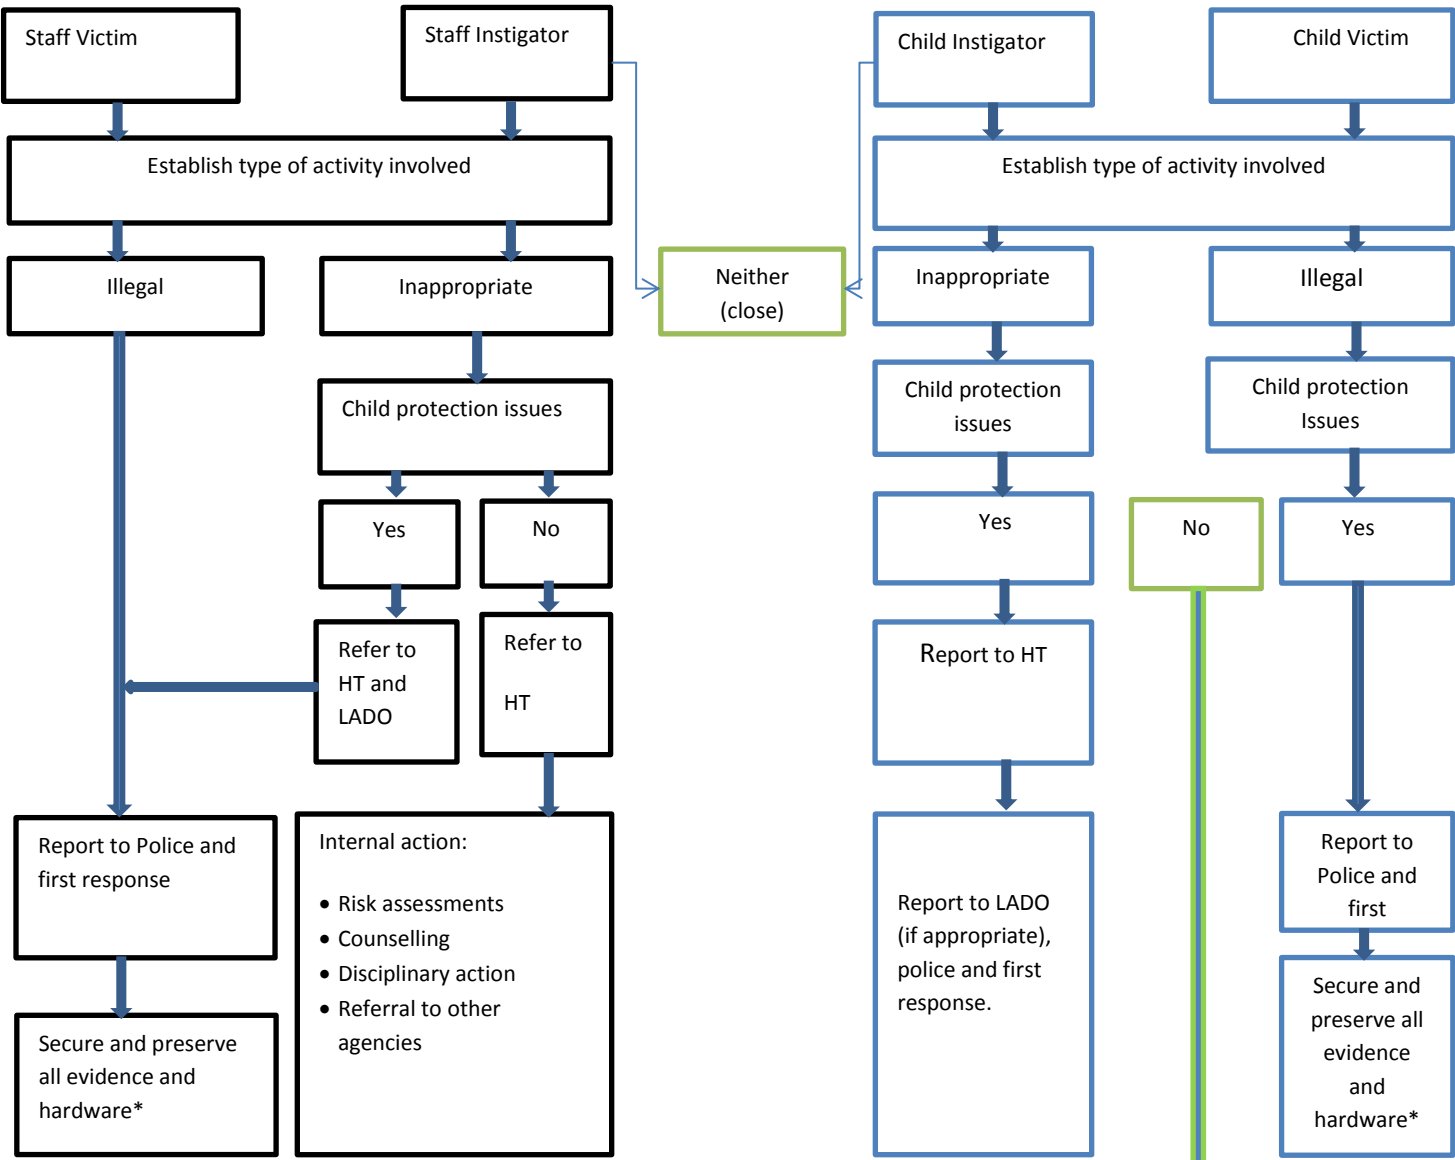 Staff Victim
Staff Instigator
Child Instigator
Child Victim
Establish type of activity involved
Establish type of activity involved
Illegal
Inappropriate
Neither
(close)
Inappropriate
Illegal
Child protection issues
Child protection
issues
Child protection
Issues
Yes
No
Yes
No
Yes
Refer to
HT and
LADO
Refer to
HT
Report to HT
Report to Police and
first response
Internal action:
• Risk assessments
• Counselling
• Disciplinary action
• Referral to other
agencies
Report to LADO
(if appropriate),
police and first
response.
Report to
Police and
first
Secure and preserve
all evidence and
hardware*
Secure and
preserve all
evidence
and
hardware*